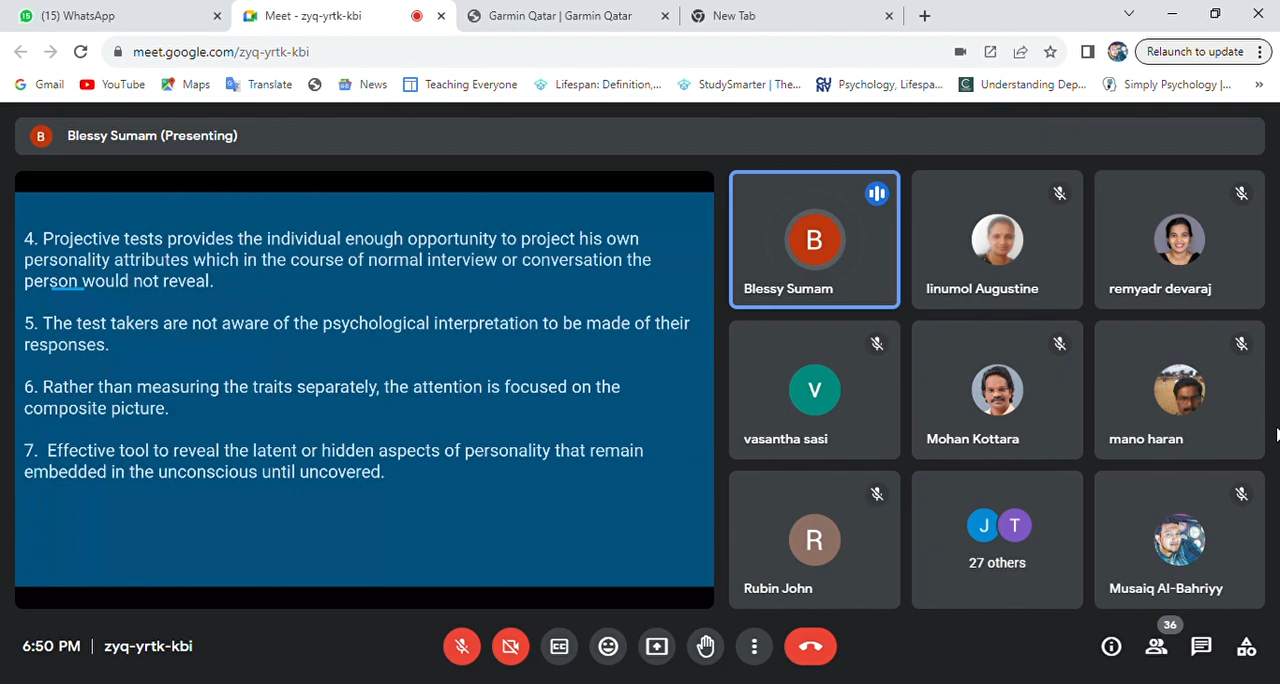 (15) WhatsApp
Meet - zyq-yrtk-kbi
Garmin Qatar | Garmin Qatar
New Tab
meet.google.com/zyq-yrtk-kbi
Relaunch to update
Gmail
YouTube
Maps
Translate
News
Teaching Everyone
Lifespan: Definition,...
StudySmarter | The...
Psychology, Lifespa...
Understanding Dep...
Simply Psychology |...
B
Blessy Sumam (Presenting)
4. Projective tests provides the individual enough opportunity to project his own
personality attributes which in the course of normal interview or conversation the
person would not reveal.
5. The test takers are not aware of the psychological interpretation to be made of their
responses.
6. Rather than measuring the traits separately, the attention is focused on the
composite picture.
7. Effective tool to reveal the latent or hidden aspects of personality that remain
embedded in the unconscious until uncovered.
B
Blessy Sumam
linumol Augustine
remyadr devaraj
V
vasantha sasi
Mohan Kottara
mano haran
R
Rubin John
J T
27 others
Musaiq Al-Bahriyy
6:50 PM | zyq-yrtk-kbi
CC
36